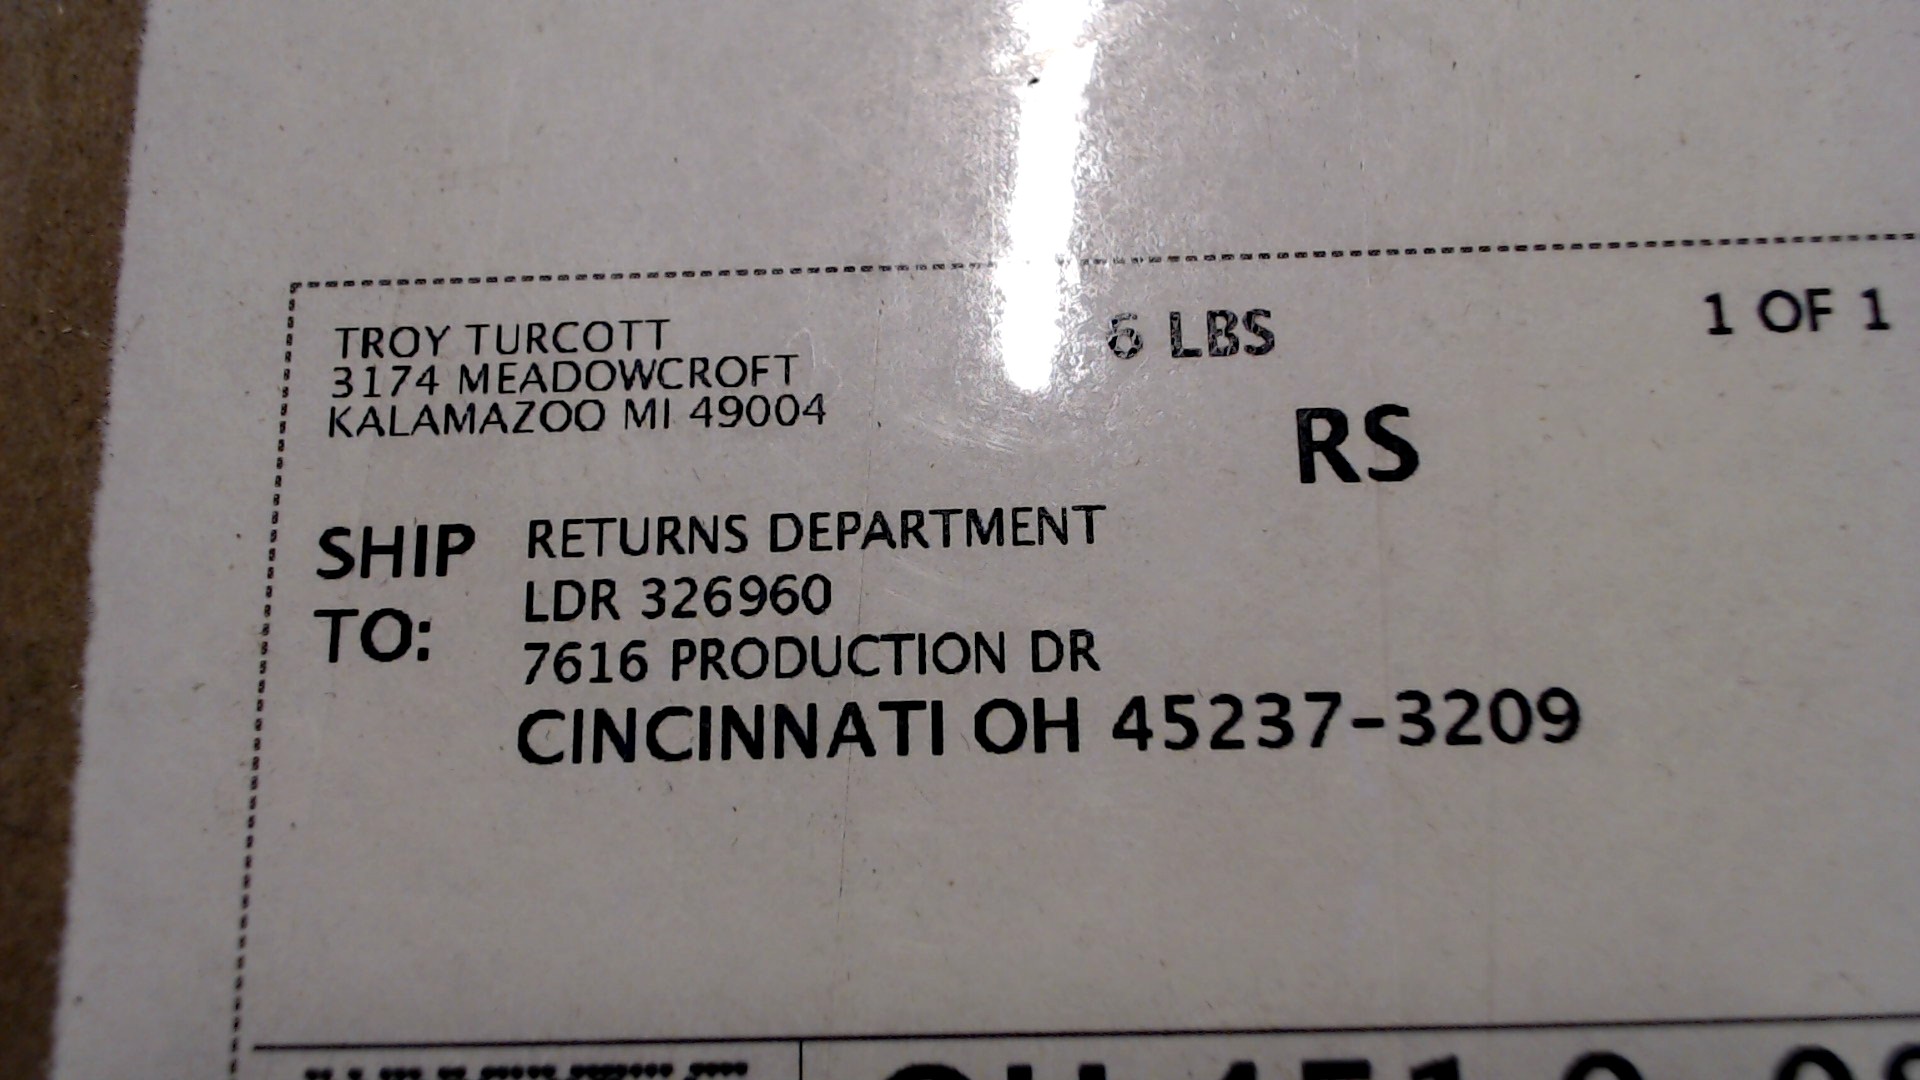 TROY TURCOTT
3174 MEADOWCROFT
KALAMAZOO MI 49004
6 LBS
1 OF 1
RS
SHIP TO:
RETURNS DEPARTMENT
LDR 326960
7616 PRODUCTION DR
CINCINNATI OH 45237-3209